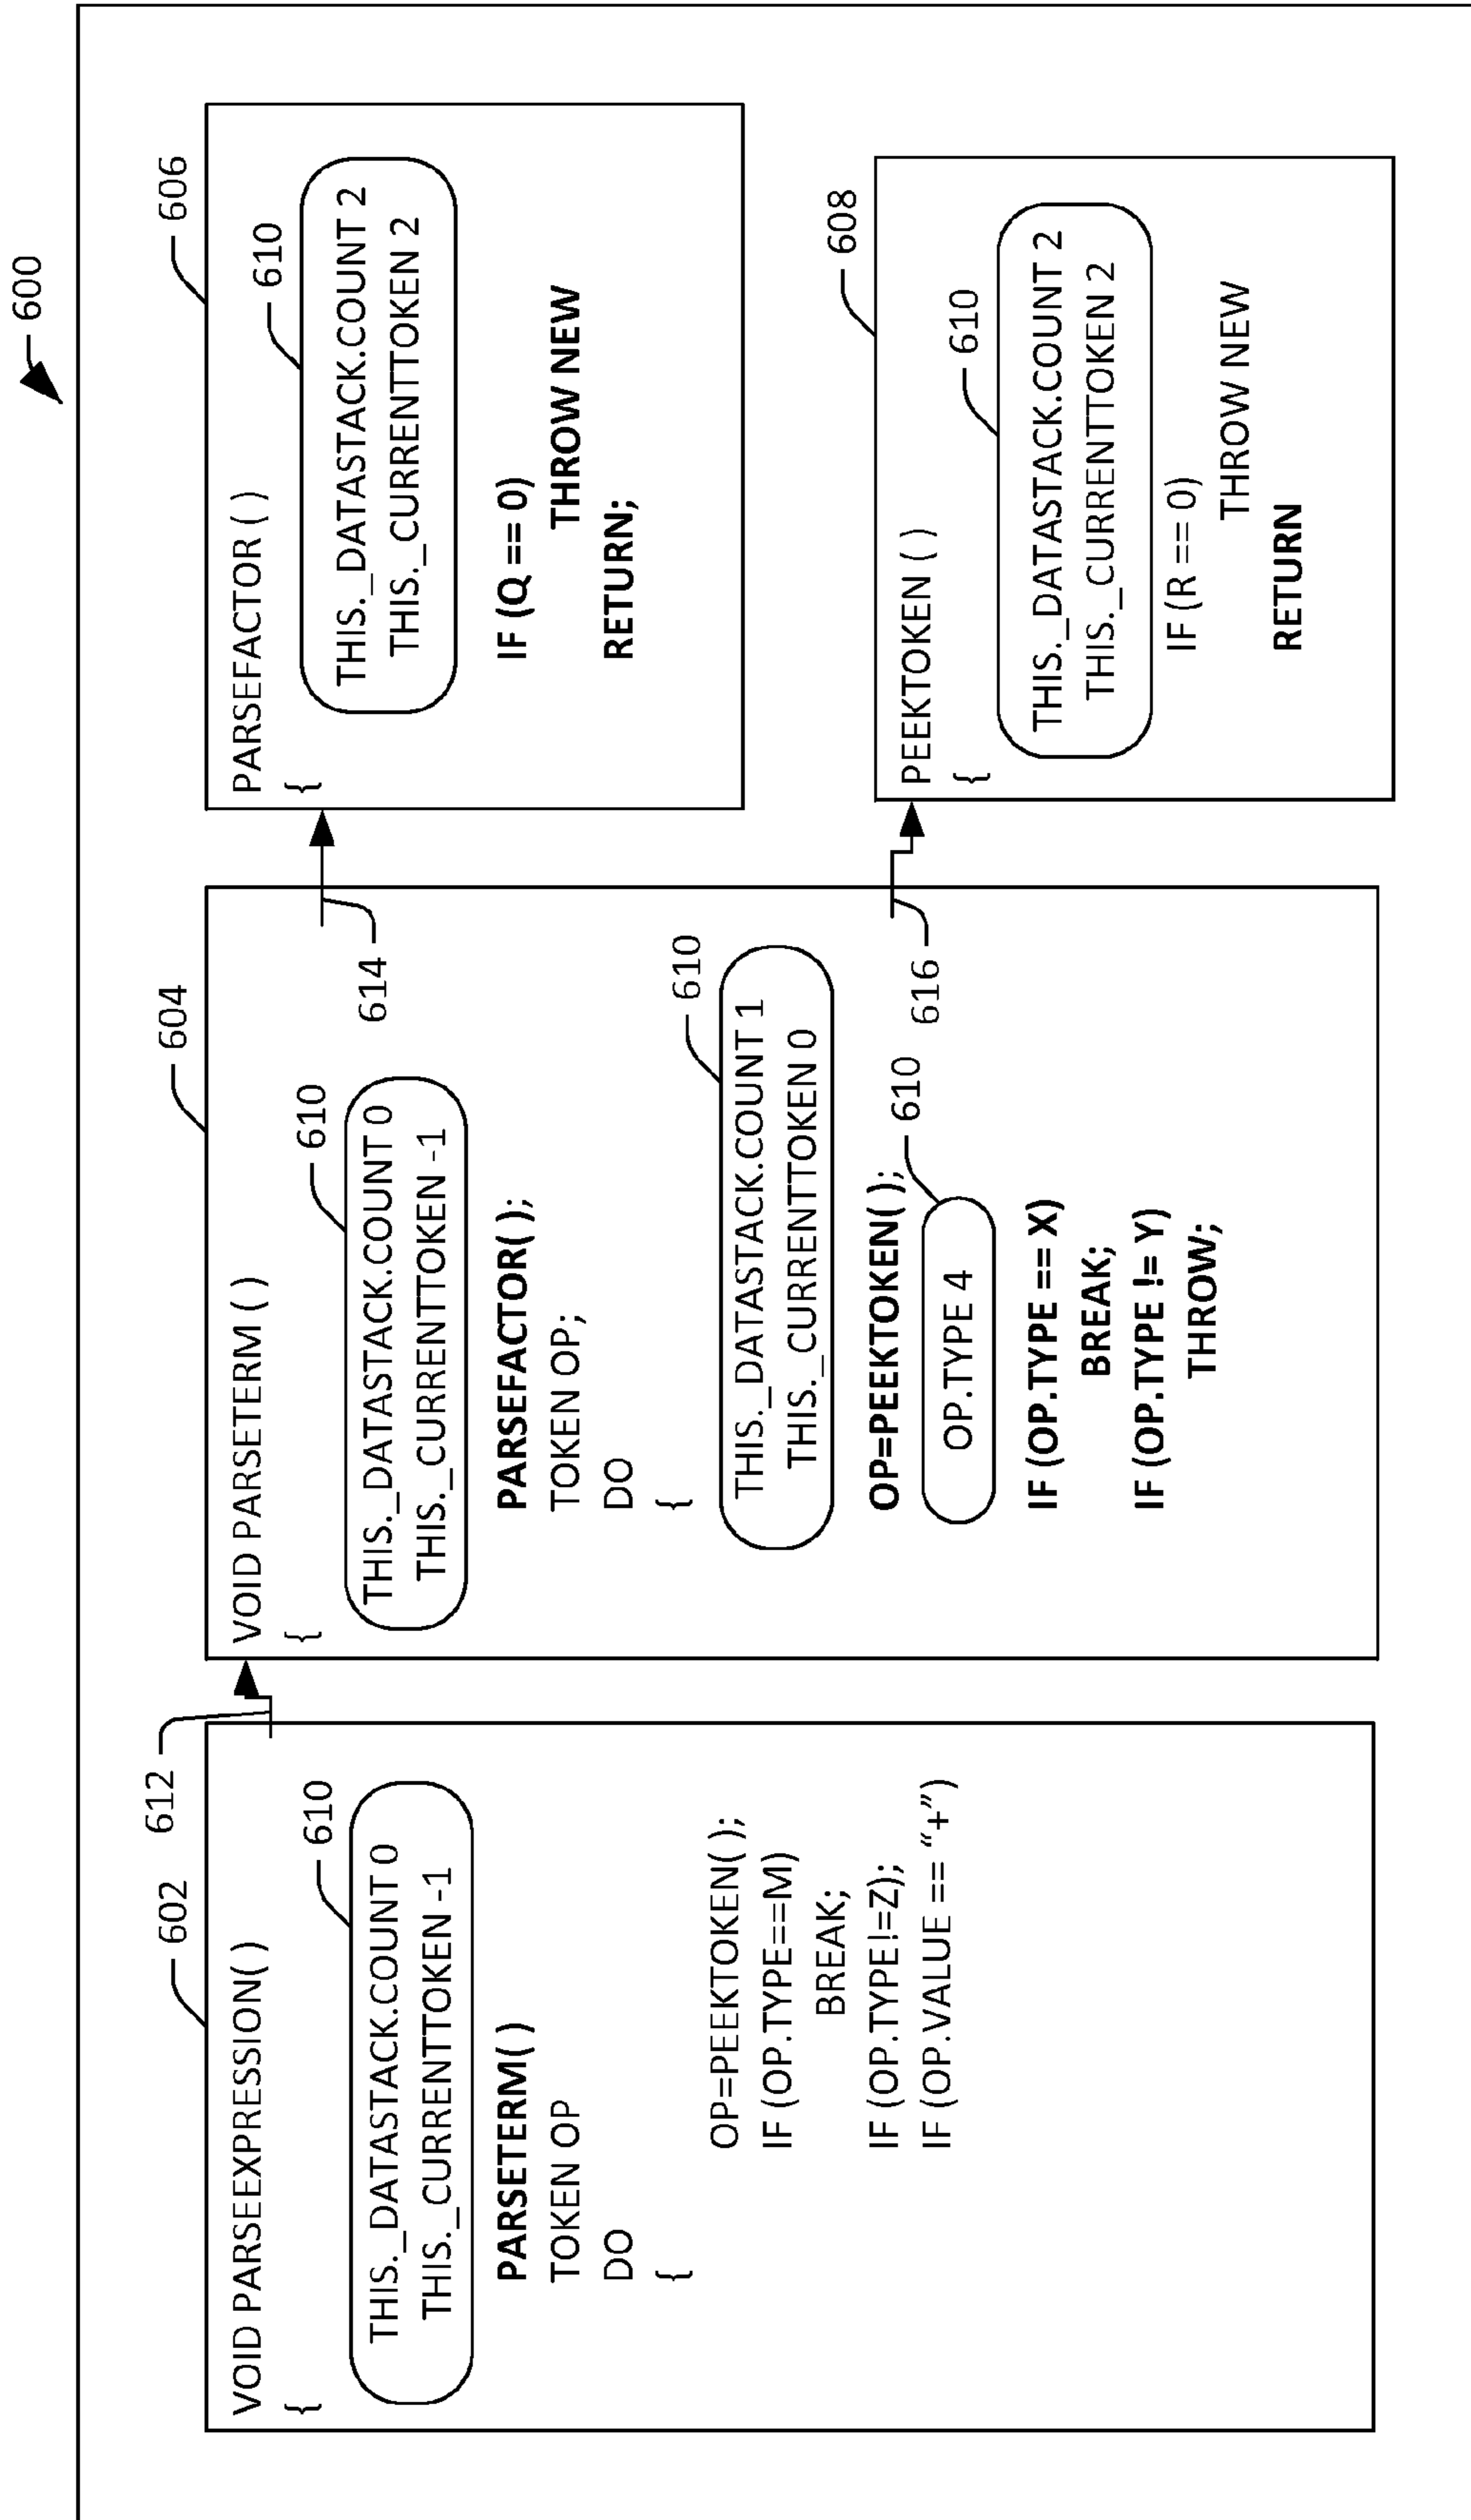 600
602
VOID PARSEEXPRESSION()
{
610
THIS._DATASTACK.COUNT 0
THIS._CURRENTTOKEN -1
PARSETERM()
TOKEN OP
DO
{
OP=PEEKTOKEN();
IF (OP.TYPE==M)
BREAK;
IF (OP.TYPE!=Z);
IF (OP.VALUE == “+”)
612
604
VOID PARSETERM ()
{
610
THIS._DATASTACK.COUNT 0
THIS._CURRENTTOKEN -1
PARSEFACTOR();
TOKEN OP;
DO
{
610
THIS._DATASTACK.COUNT 1
THIS._CURRENTTOKEN 0
OP=PEEKTOKEN();
610
OP.TYPE 4
IF (OP.TYPE == X)
BREAK;
IF (OP.TYPE != Y)
THROW;
614
616
606
PARSEFACTOR ()
{
610
THIS._DATASTACK.COUNT 2
THIS._CURRENTTOKEN 2
IF (Q == 0)
THROW NEW
RETURN;
608
PEEKTOKEN ()
{
610
THIS._DATASTACK.COUNT 2
THIS._CURRENTTOKEN 2
IF (R == 0)
THROW NEW
RETURN